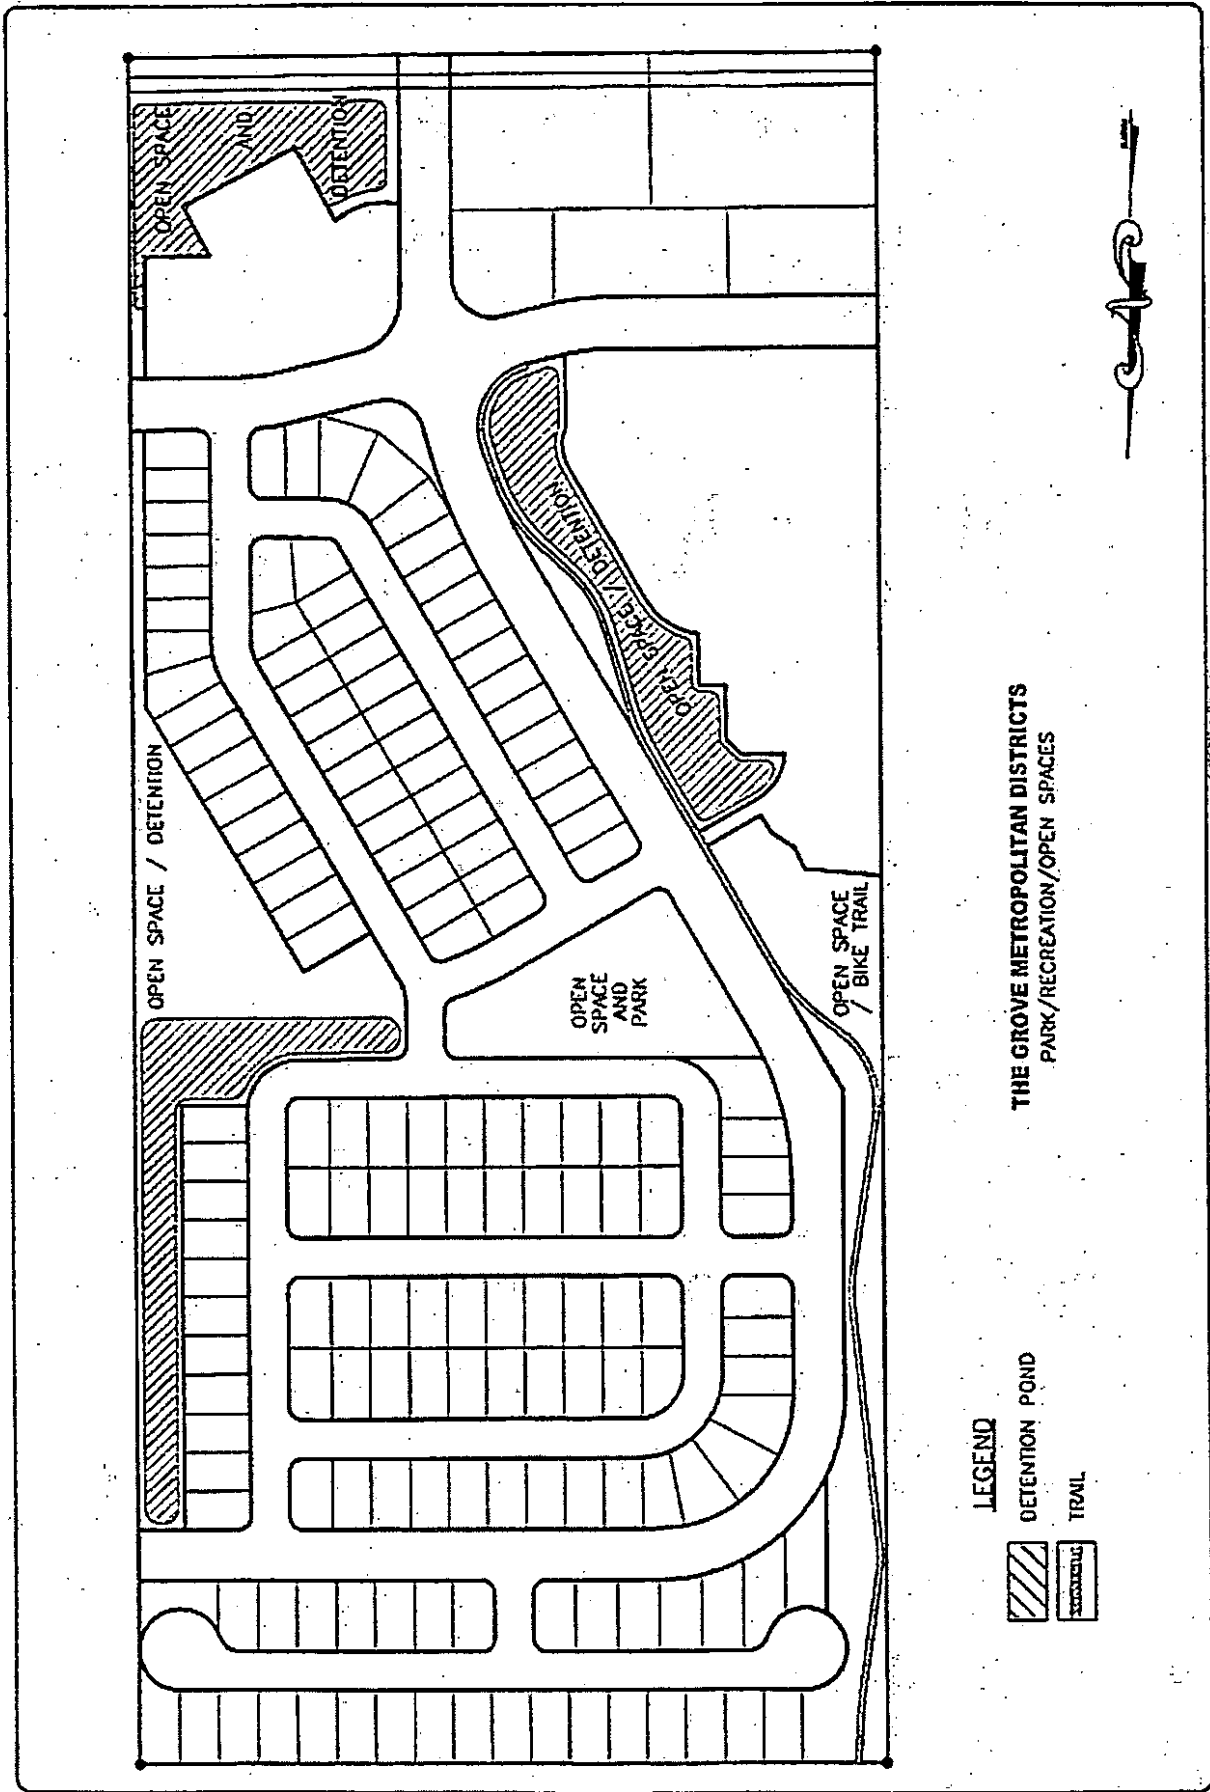 OPEN SPACE
AND
DETENTION
OPEN SPACE / DETENTION
OPEN SPACE / DETENTION
OPEN
SPACE
AND
PARK
OPEN SPACE
/ BIKE TRAIL
THE GROVE METROPOLITAN DISTRICTS
PARK/RECREATION/OPEN SPACES
LEGEND
DETENTION POND
TRAIL